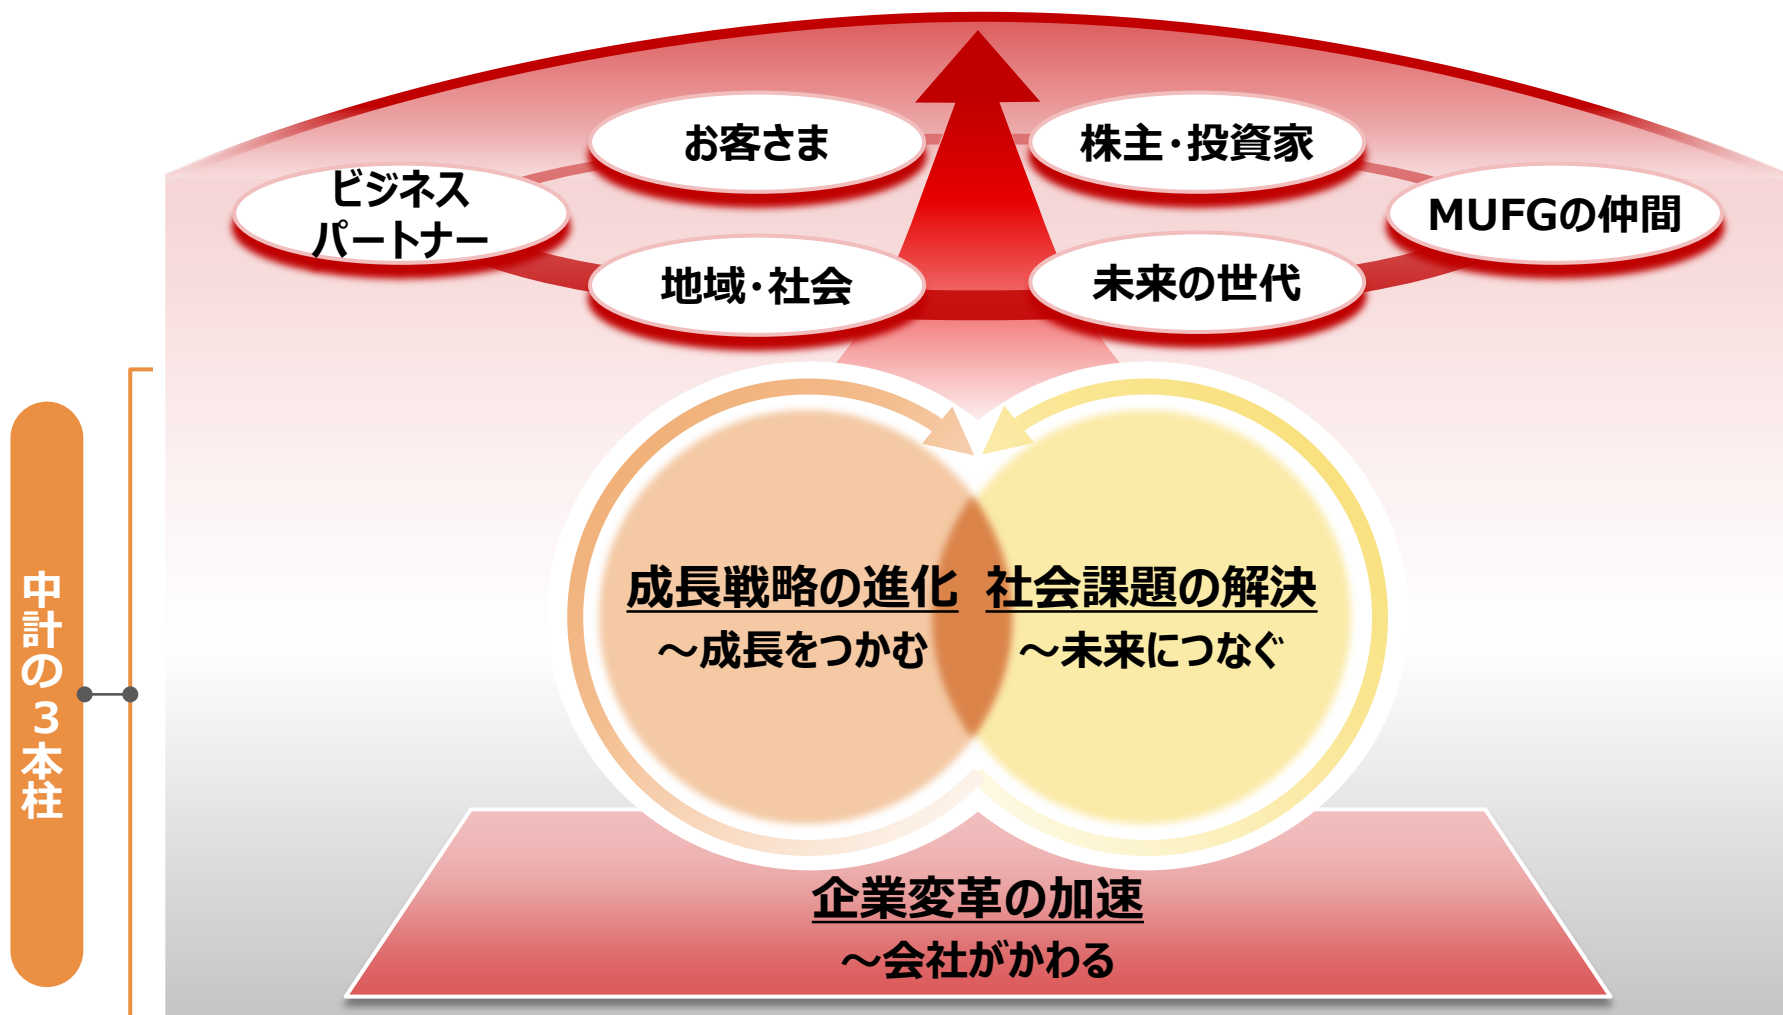 お客さま
株主・投資家
ビジネス
パートナー
MUFGの仲間
地域・社会
未来の世代
中計の3本柱
成長戦略の進化
～成長をつかむ
社会課題の解決
～未来につなぐ
企業変革の加速
～会社がかわる